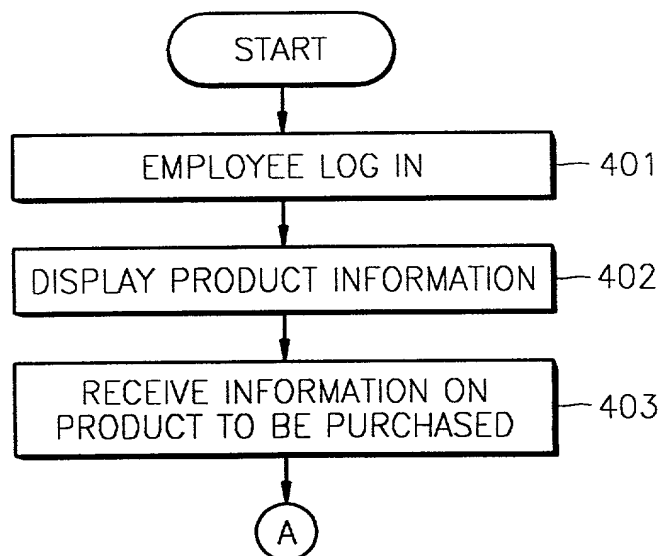 START
EMPLOYEE LOG IN
401
DISPLAY PRODUCT INFORMATION
402
RECEIVE INFORMATION ON
PRODUCT TO BE PURCHASED
403
A